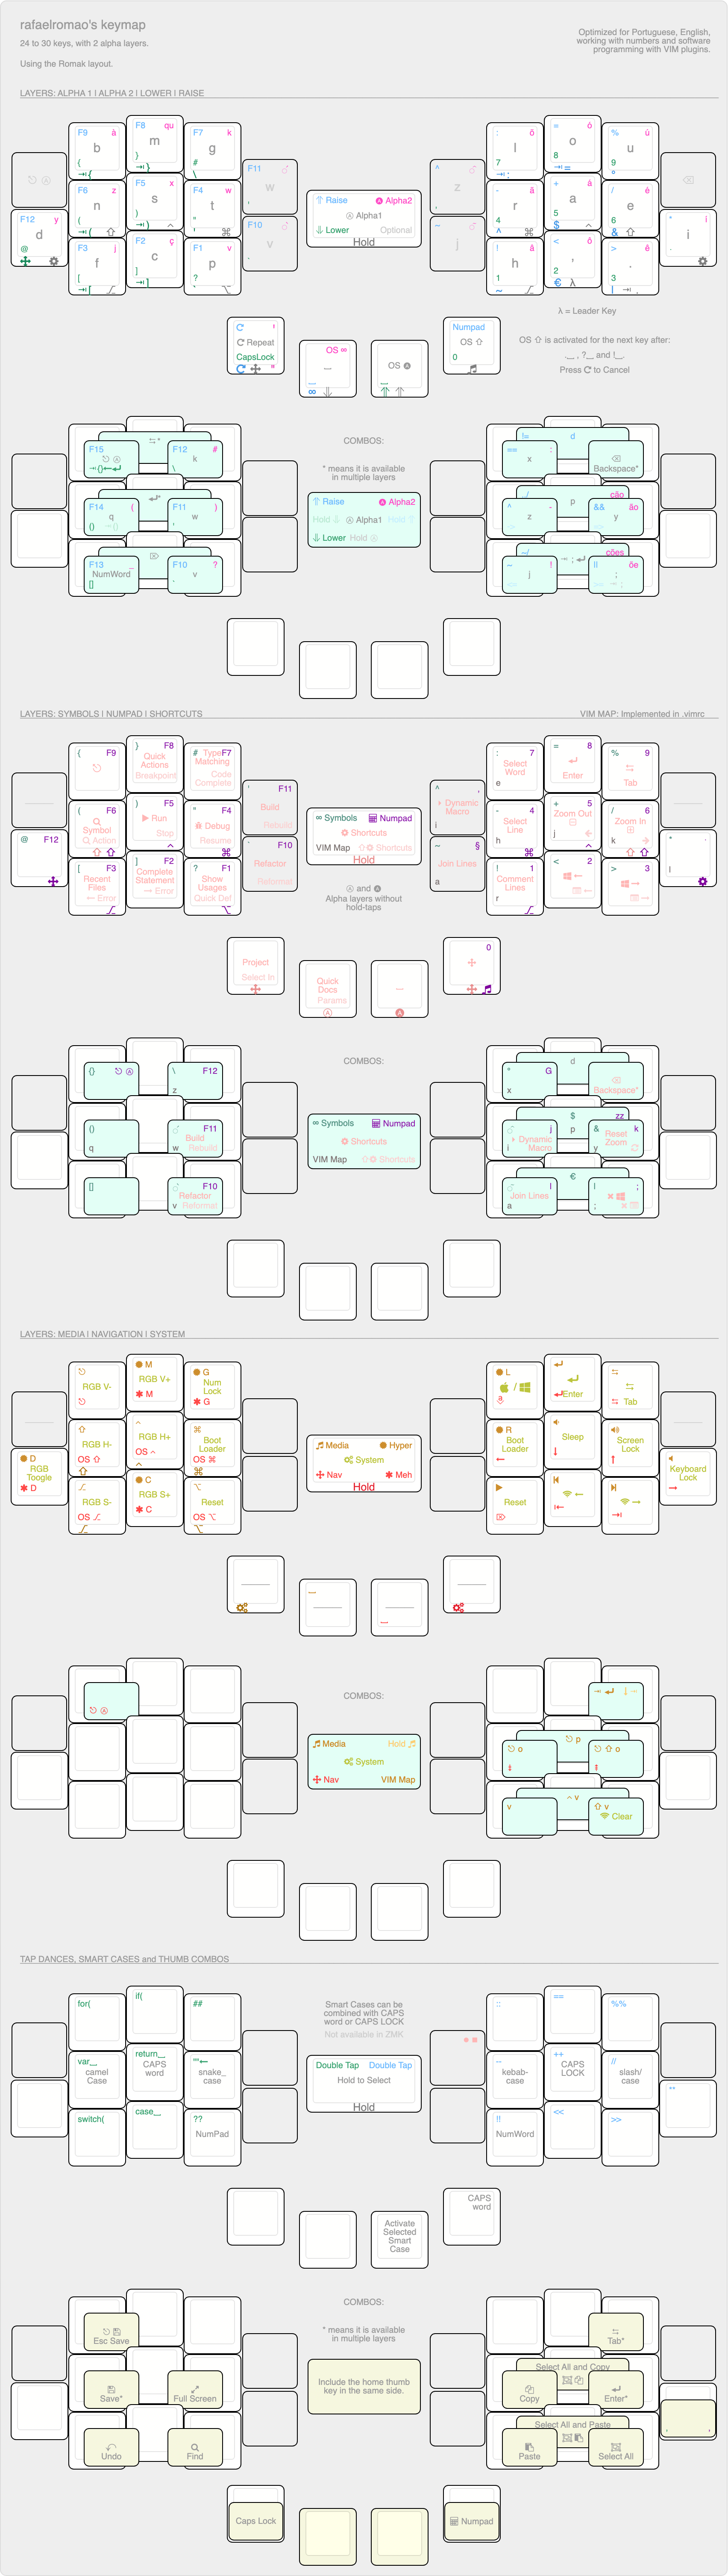 rafaelromao's keymap
24 to 30 keys, with 2 alpha layers.
Using the Romak layout.
Optimized for Portuguese, English,
working with numbers and software
programming with VIM plugins.
LAYERS: ALPHA 1 | ALPHA 2 | LOWER | RAISE
F9 à
b
{
F8 qu
m
}
F7 k
g
#
\
F11
w
'
: õ
l
7
= ó
o
8
% ú
9
^
z
F12 y
d
@
F6 z
n
(
F5 x
s
)
F4 t
w
"
F10
v
Raise Alpha2
Alpha1
Lower Optional
Hold
- ã
r
4
^
+ à
a
5
$
/ é
e
6
&
j
i
F3 j
f
[
F2 ç
c
]
F1 v
p
?
! â
h
1
~
< ô
,
2
€ λ
> ê
.
3
λ = Leader Key
Repeat
CapsLock
OS ∞
∞
OS
Numpad
OS
0
OS ⇧ is activated for the next key after:
Press to Cancel
COMBOS:
* means it is available
in multiple layers
F15
F12 #
k
\
F14 (
q
()
F11 )
w
'
F13 _
NumWord
[]
F10 ?
v
Raise Alpha2
Hold Alpha1 Hold
Lower Hold
!= d
== :
x
Backspace*
p
ção
^ -
z
&& ão
y
ções
!
j
|| õe
;
LAYERS: SYMBOLS | NUMPAD | SHORTCUTS
VIM MAP: Implemented in .vimrc
{ F9
} F8
Quick
Actions
Breakpoint
# TypeF7
Matching
Code
Complete
' F11
Build
Rebuild
: 7
Select
Word
e
= 8
Enter
% 9
Tab
^ ,
Dynamic
Macro
i
@ F12
( F6
Symbol
Action
) F5
Run
Stop
" F4
Debug
Resume
F10
Refactor
Reformat
∞ Symbols Numpad
Shortcuts
VIM Map Shortcuts
Hold
- 4
Select
Line
h
+ 5
Zoom Out
j
/ 6
Zoom In
k
§
Join Lines
a
[ F3
Recent
Files
← Error
] F2
Complete
Statement
→ Error
? F1
Show
Usages
Quick Def
! 1
Comment
Lines
r
< 2
> 3
Ⓐ and
Alpha layers without
hold-taps
Project
Select In
Quick
Docs
Params
0
COMBOS:
{}
\ F12
z
()
q
F11
Build
w Rebuild
[]
F10
Refactor
v Reformat
∞ Symbols Numpad
Shortcuts
VIM Map Shortcuts
d
* G
x
Backspace*
$ zz
p
j
Dynamic
i Macro
& k
Reset
y Zoom
€
l
Join Lines
a
| ;
;
LAYERS: MEDIA | NAVIGATION | SYSTEM
RGB V-
M
RGB V+
M
G
Num
Lock
G
L
/
a
Enter
Tab
D
RGB
Toogle
D
RGB H-
OS ⇧
RGB H+
OS
Boot
Loader
OS ⌘
Media Hyper
System
Nav Meh
Hold
R
Boot
Loader
Sleep
Screen
Lock
Keyboard
Lock
RGB S-
OS
C
RGB S+
C
Reset
OS
Reset
COMBOS:
Media Hold
System
Nav VIM Map
p
o
⇧ o
^ v
v
⇧ v
Clear
TAP DANCES, SMART CASES and THUMB COMBOS
for(
if(
##
::
==
%%
Smart Cases can be
combined with CAPS
word or CAPS LOCK
Not available in ZMK
var_
camel
Case
return_
CAPS
word
snake_
case
Double Tap Double Tap
Hold to Select
Hold
--
kebab-
case
++
CAPS
LOCK
//
slash/
case
**
switch(
case_
??
NumPad
!!
NumWord
<<
>>
Activate
Selected
Smart
Case
CAPS
word
COMBOS:
* means it is available
in multiple layers
Esc Save
Save*
Full Screen
Undo
Find
Include the home thumb
key in the same side.
Tab*
Select All and Copy
Copy
Enter*
Select All and Paste
Paste
Select All
Caps Lock
Numpad